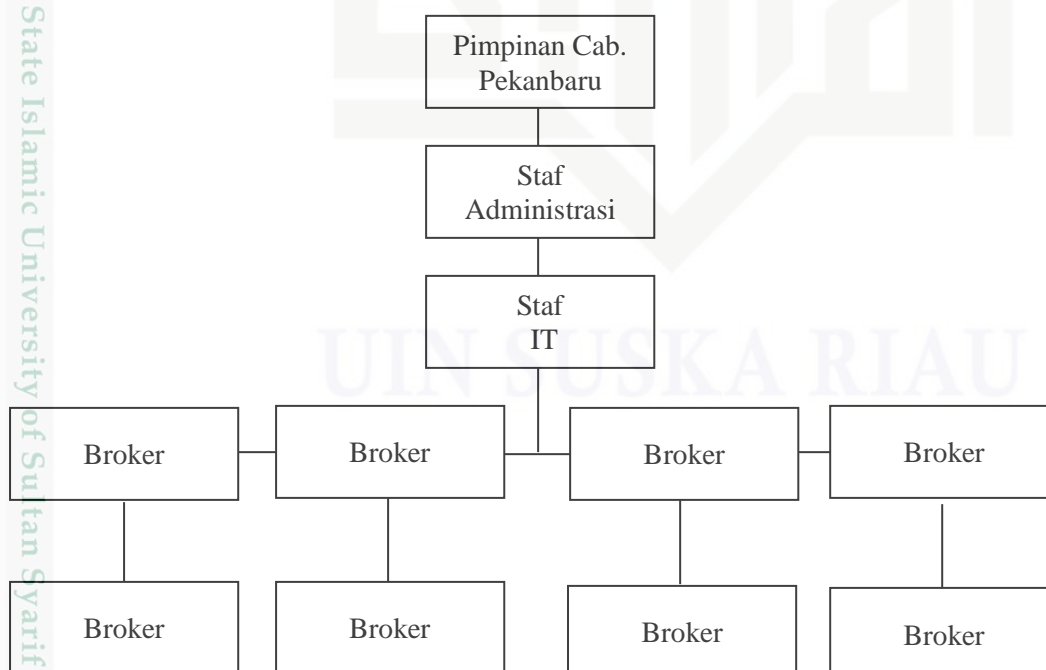 Pimpinan Cab.
Pekanbaru
Staf
Administrasi
Staf
IT
UIN SUSKA RIAU
Broker
Broker
Broker
Broker
Broker
Broker
Broker
Broker
State Islamic University of Sultan Syarif